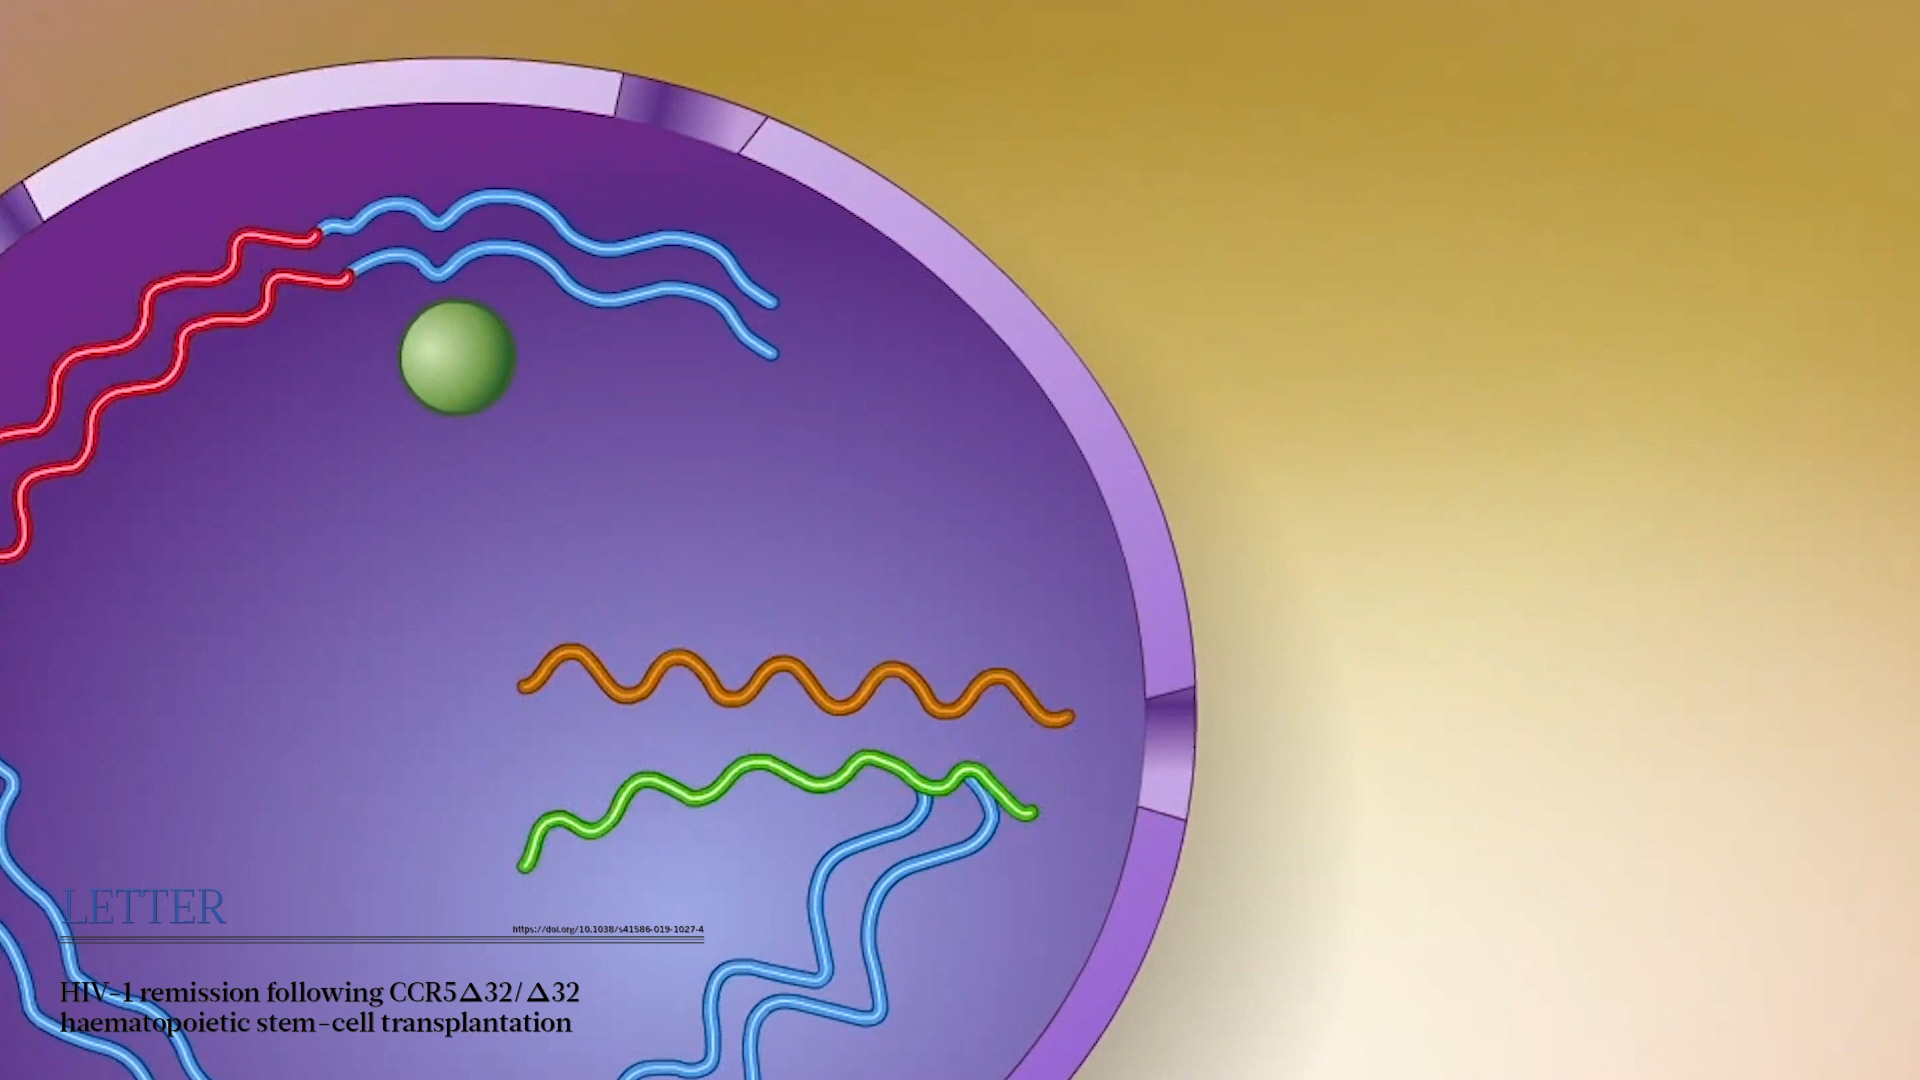 LETTER
https://doi.org/10.1038/s41586-019-1027-4
HIV-1 remission following CCR5Δ32/Δ32
haematopoietic stem-cell transplantation